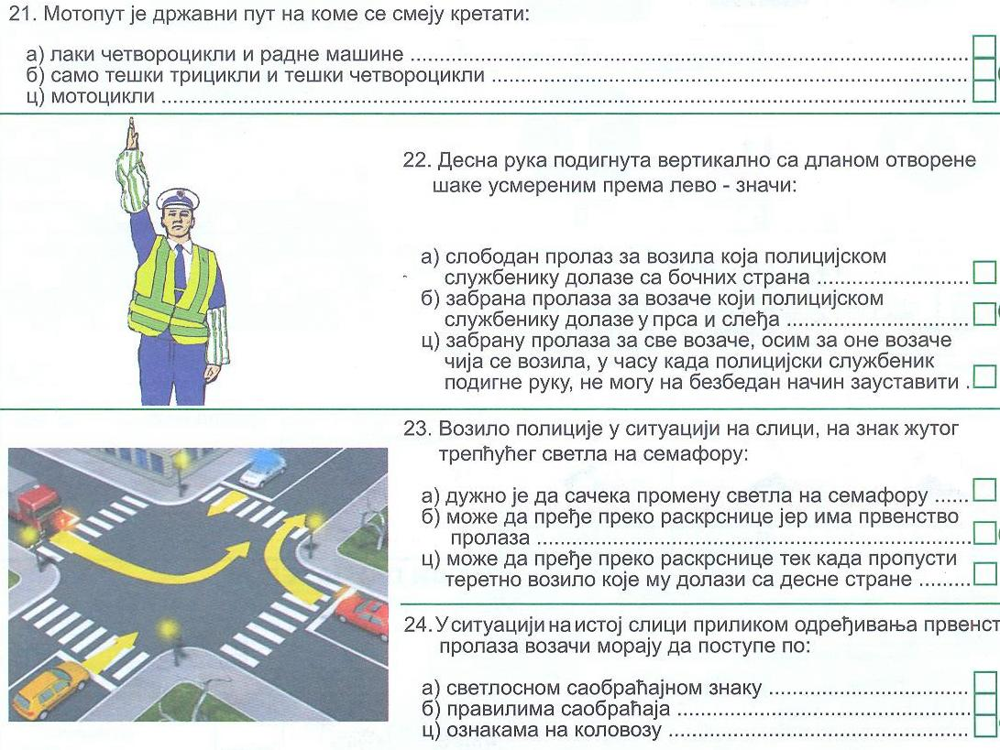 21. Мотопут је државни пут на коме се смеју кретати:
а) лаки четвороцикли и радне машине
б) само тешки трицикли и тешки четвороцикли
ц) мотоцикли
22. Десна рука подигнута вертикално са дланом отворене
шаке усмереним према лево - значи:
а) слободан пролаз за возила која полицијском
службенику долазе са бочних страна
б) забрана пролаза за возаче који полицијском
службенику долазе у прса и слеђа
ц) забрану пролаза за све возаче, осим за оне возаче
чија се возила, у часу када полицијски службеник
подигне руку, не могу на безбедан начин зауставити .
23. Возило полиције у ситуацији на слици, на знак жутог
трепћућег светла на семафору:
а) дужно је да сачека промену светла на семафору
б) може да пређе преко раскрснице јер има првенство
пролаза
ц) може да пређе преко раскрснице тек када пропусти
теретно возило које му долази са десне стране
24. У ситуацији на истој слици приликом одређивања првенст
пролаза возачи морају да поступе по:
а) светлосном саобраћајном знаку
б) правилима саобраћаја
ц) ознакама на коловозу